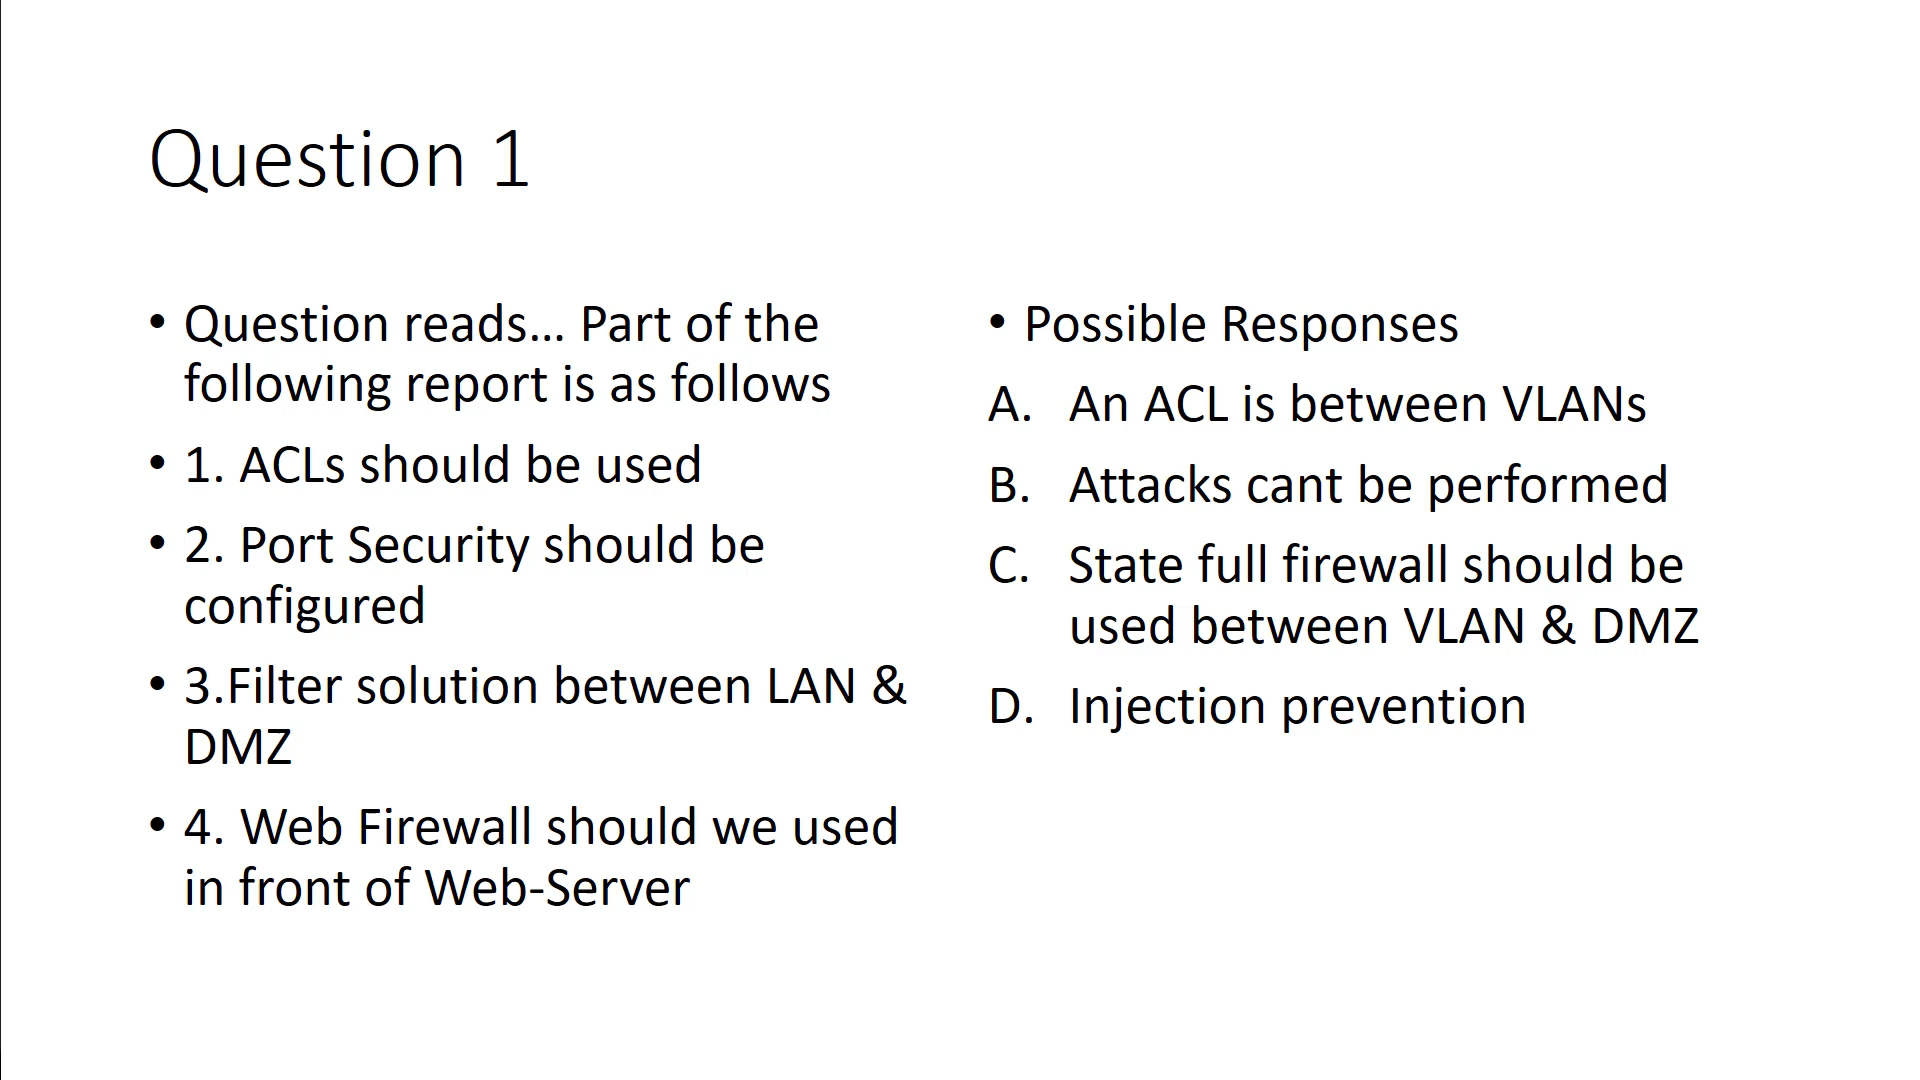 Question 1
• Question reads... Part of the
following report is as follows
• 1. ACLs should be used
• 2. Port Security should be
configured
• 3.Filter solution between LAN &
DMZ
• 4. Web Firewall should we used
in front of Web-Server
• Possible Responses
A. An ACL is between VLANs
B. Attacks cant be performed
C. State full firewall should be
used between VLAN & DMZ
D. Injection prevention